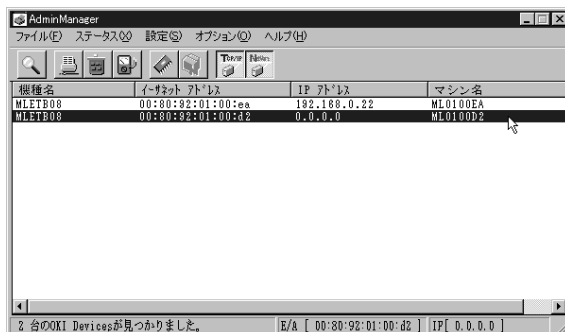 AdminManager
ファイル(F) ステータス(X) 設定(S) オプション(O) ヘルプ(H)
TCP/IP
機種名 イーサネット アドレス IP アドレス マシン名
MLETB08 00:80:92:01:00:ea 192.168.0.22 ML0100EA
MLETB08 00:80:92:01:00:d2 0.0.0.0 ML0100D2
2 台のOKI Devicesが見つかりました。 E/A [ 00:80:92:01:00:d2 ] IP[ 0.0.0.0 ]